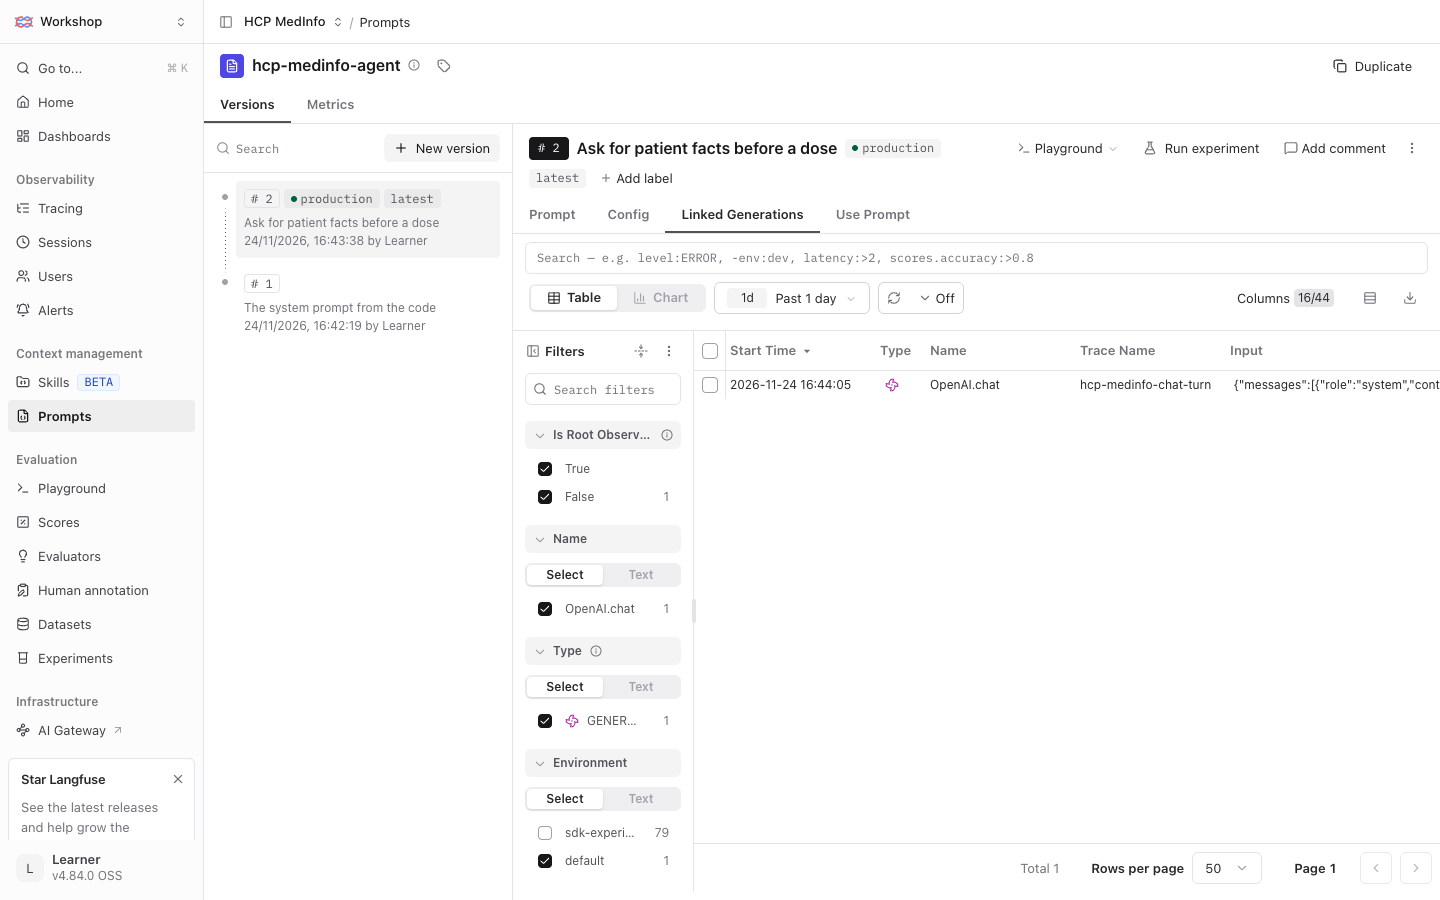 Workshop
HCP MedInfo / Prompts
Go to... ⌘ K
Home
Dashboards
Observability
Tracing
Sessions
Users
Alerts
Context management
Skills BETA
Prompts
Evaluation
Playground
Scores
Evaluators
Human annotation
Datasets
Experiments
Infrastructure
AI Gateway
Star Langfuse
See the latest releases
and help grow the
L
Learner
v4.84.0 OSS
hcp-medinfo-agent
Duplicate
Versions Metrics
Search
New version
# 2 production latest
Ask for patient facts before a dose
24/11/2026, 16:43:38 by Learner
# 1
The system prompt from the code
24/11/2026, 16:42:19 by Learner
# 2 Ask for patient facts before a dose production
Playground Run experiment Add comment
latest + Add label
Prompt Config Linked Generations Use Prompt
Search — e.g. level:ERROR, -env:dev, latency:>2, scores.accuracy:>0.8
Table Chart 1d Past 1 day Off Columns 16/44
Filters
Search filters
Is Root Observ...
True
False 1
Name
Select Text
OpenAI.chat 1
Type
Select Text
GENER... 1
Environment
Select Text
sdk-experi... 79
default 1
Start Time Type Name Trace Name Input
2026-11-24 16:44:05 OpenAI.chat hcp-medinfo-chat-turn {"messages":[{"role":"system","cont
Total 1 Rows per page 50 Page 1